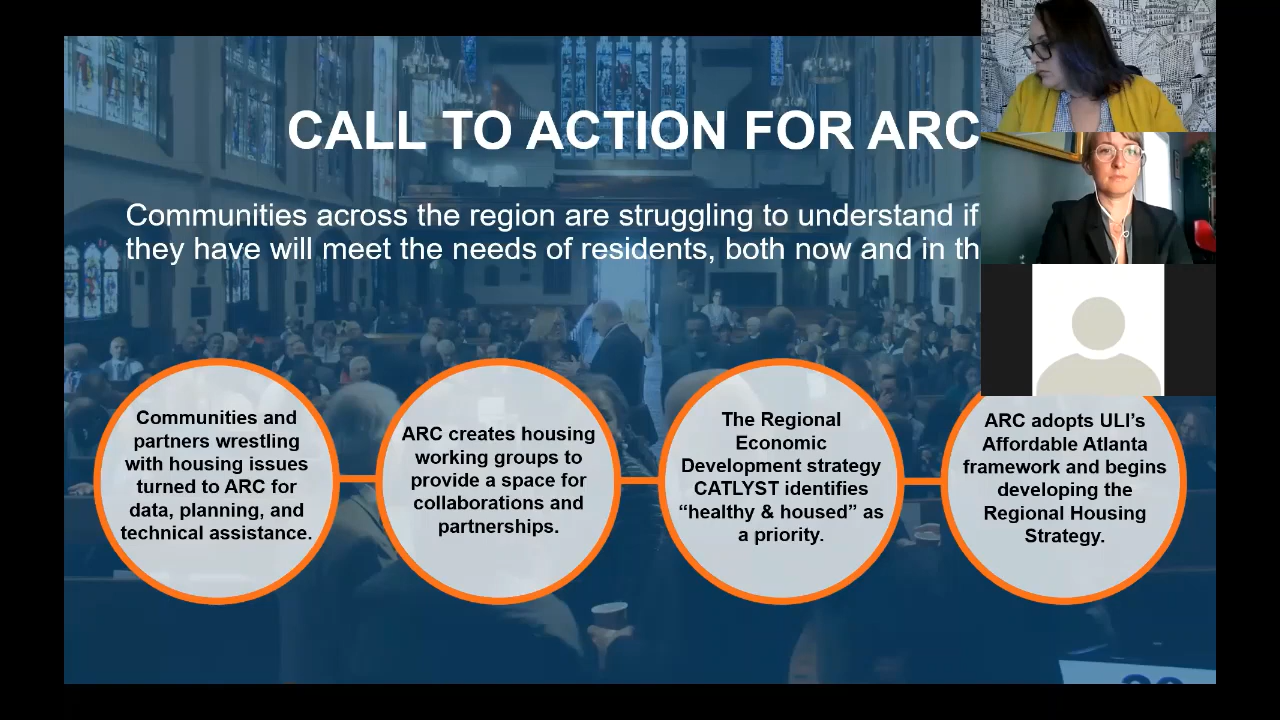 CALL TO ACTION FOR ARC
Communities across the region are struggling to understand if
they have will meet the needs of residents, both now and in th
Communities and
partners wrestling
with housing issues
turned to ARC for
data, planning, and
technical assistance.
ARC creates housing
working groups to
provide a space for
collaborations and
partnerships.
The Regional
Economic
Development strategy
CATLYST identifies
“healthy & housed” as
a priority.
ARC adopts ULI’s
Affordable Atlanta
framework and begins
developing the
Regional Housing
Strategy.